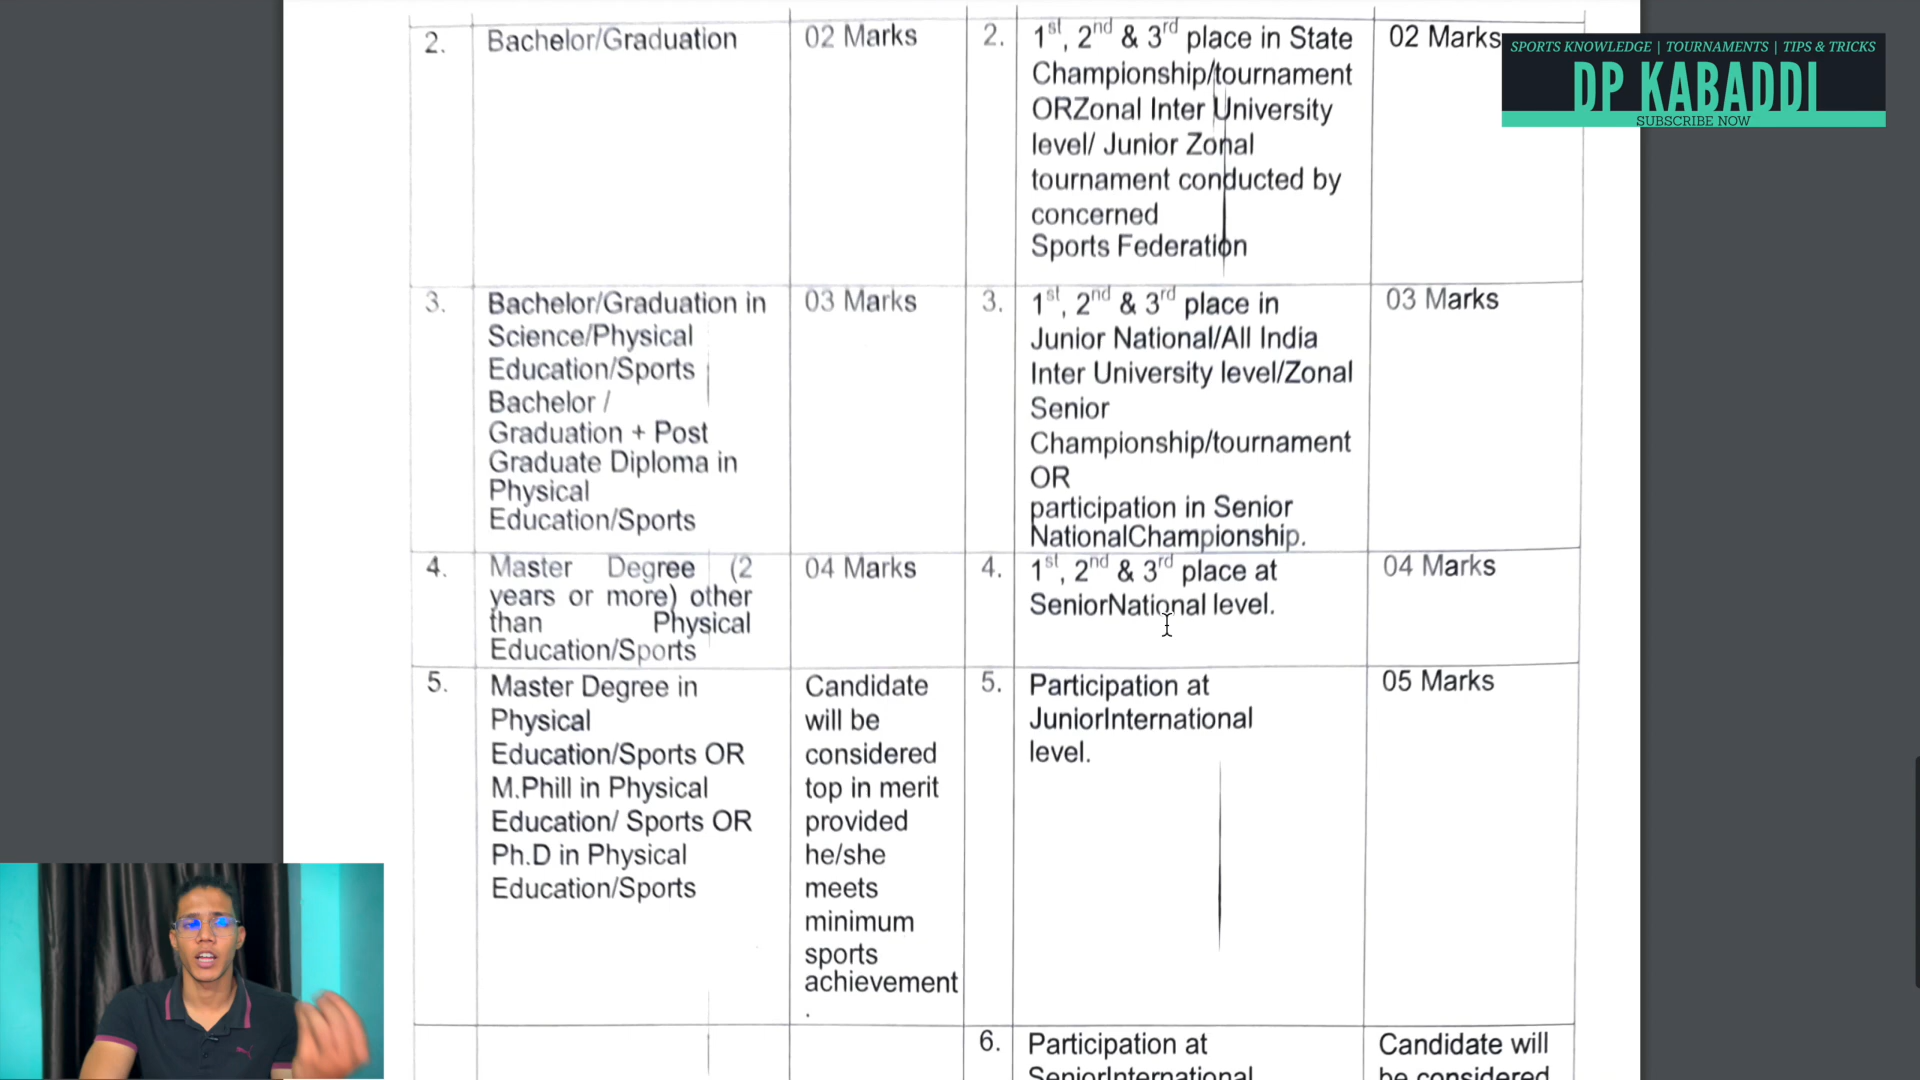 SPORTS KNOWLEDGE | TOURNAMENTS | TIPS & TRICKS
DP KABADDI
SUBSCRIBE NOW
2.
Bachelor/Graduation
02 Marks
2.
1st, 2nd & 3rd place in State
Championship/tournament
ORZonal Inter University
level/ Junior Zonal
tournament conducted by
concerned
Sports Federation
02 Marks
3.
Bachelor/Graduation in
Science/Physical
Education/Sports
Bachelor /
Graduation + Post
Graduate Diploma in
Physical
Education/Sports
03 Marks
3.
1st, 2nd & 3rd place in
Junior National/All India
Inter University level/Zonal
Senior
Championship/tournament
OR
participation in Senior
NationalChampionship.
03 Marks
4.
Master Degree (2
years or more) other
than Physical
Education/Sports
04 Marks
4.
1st, 2nd & 3rd place at
SeniorNational level.
04 Marks
5.
Master Degree in
Physical
Education/Sports OR
M.Phill in Physical
Education/ Sports OR
Ph.D in Physical
Education/Sports
Candidate
will be
considered
top in merit
provided
he/she
meets
minimum
sports
achievement
.
5.
Participation at
JuniorInternational
level.
05 Marks
6.
Participation at
SeniorInternational
Candidate will
be considered